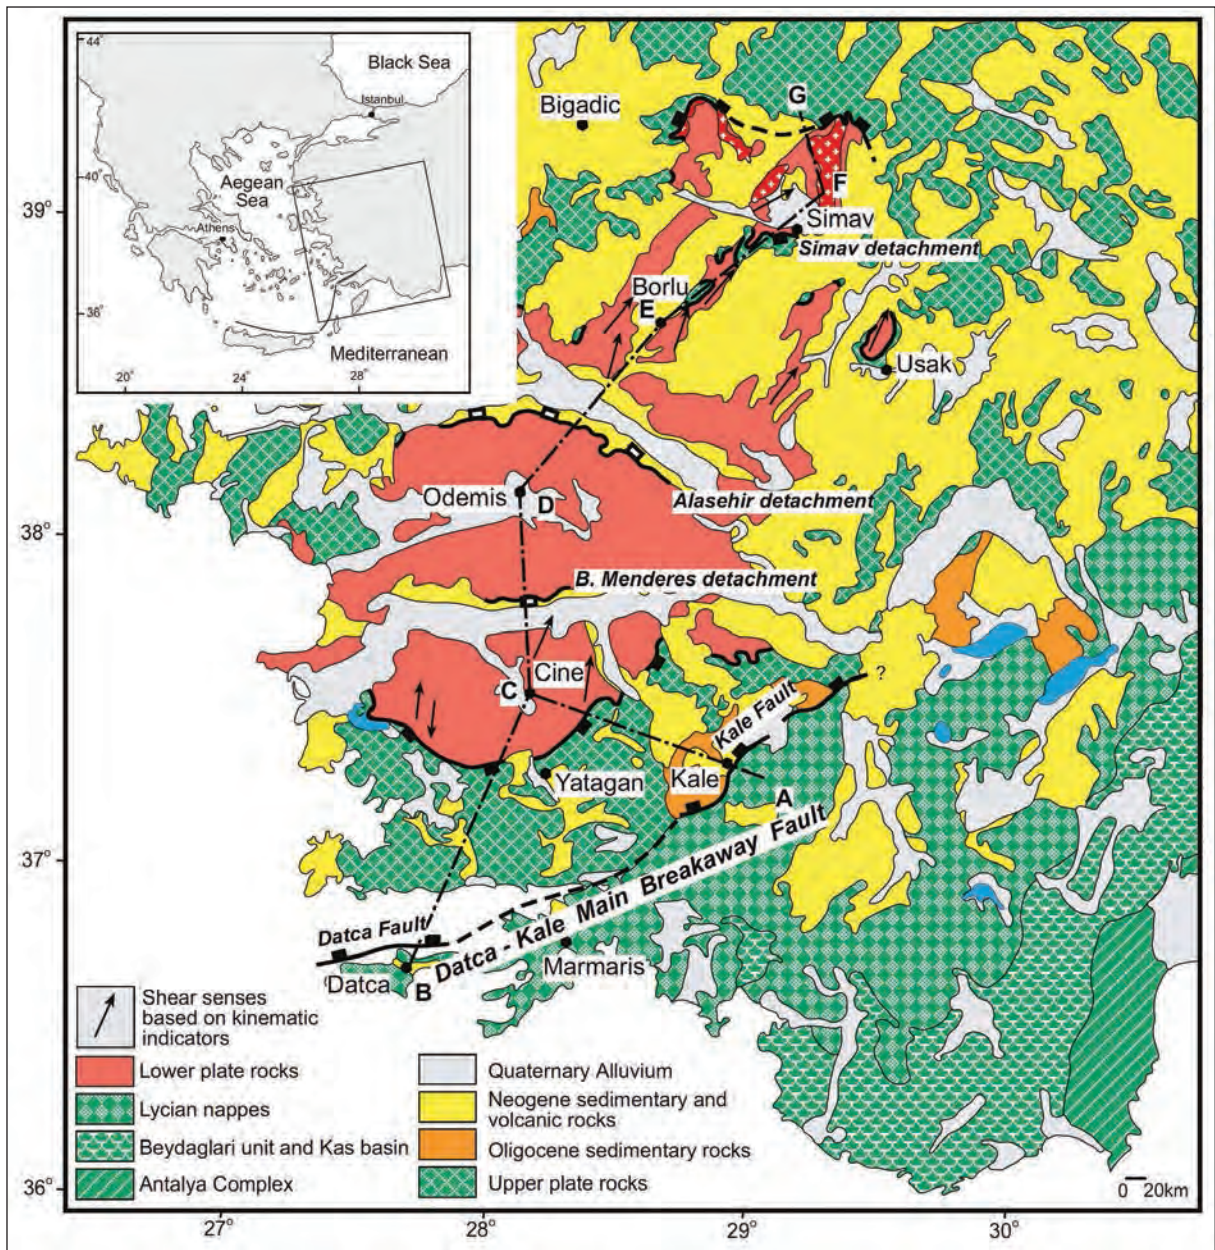 44°
Black Sea
Istanbul
40°
Aegean
Sea
Athens
36°
Mediterranean
20°
24°
28°
Bigadic
G
F
39°
Simav
Simav detachment
Borlu
E
Usak
Odemis
D
Alasehir detachment
38°
B. Menderes detachment
Cine
C
?
Kale Fault
Yatagan
Kale
A
37°
Datca - Kale Main Breakaway Fault
Datca Fault
Marmaris
Datca
B
Shear senses
based on kinematic
indicators
Lower plate rocks
Lycian nappes
Beydaglari unit and Kas basin
Antalya Complex
Quaternary Alluvium
Neogene sedimentary and
volcanic rocks
Oligocene sedimentary rocks
Upper plate rocks
36°
0 20km
27°
28°
29°
30°